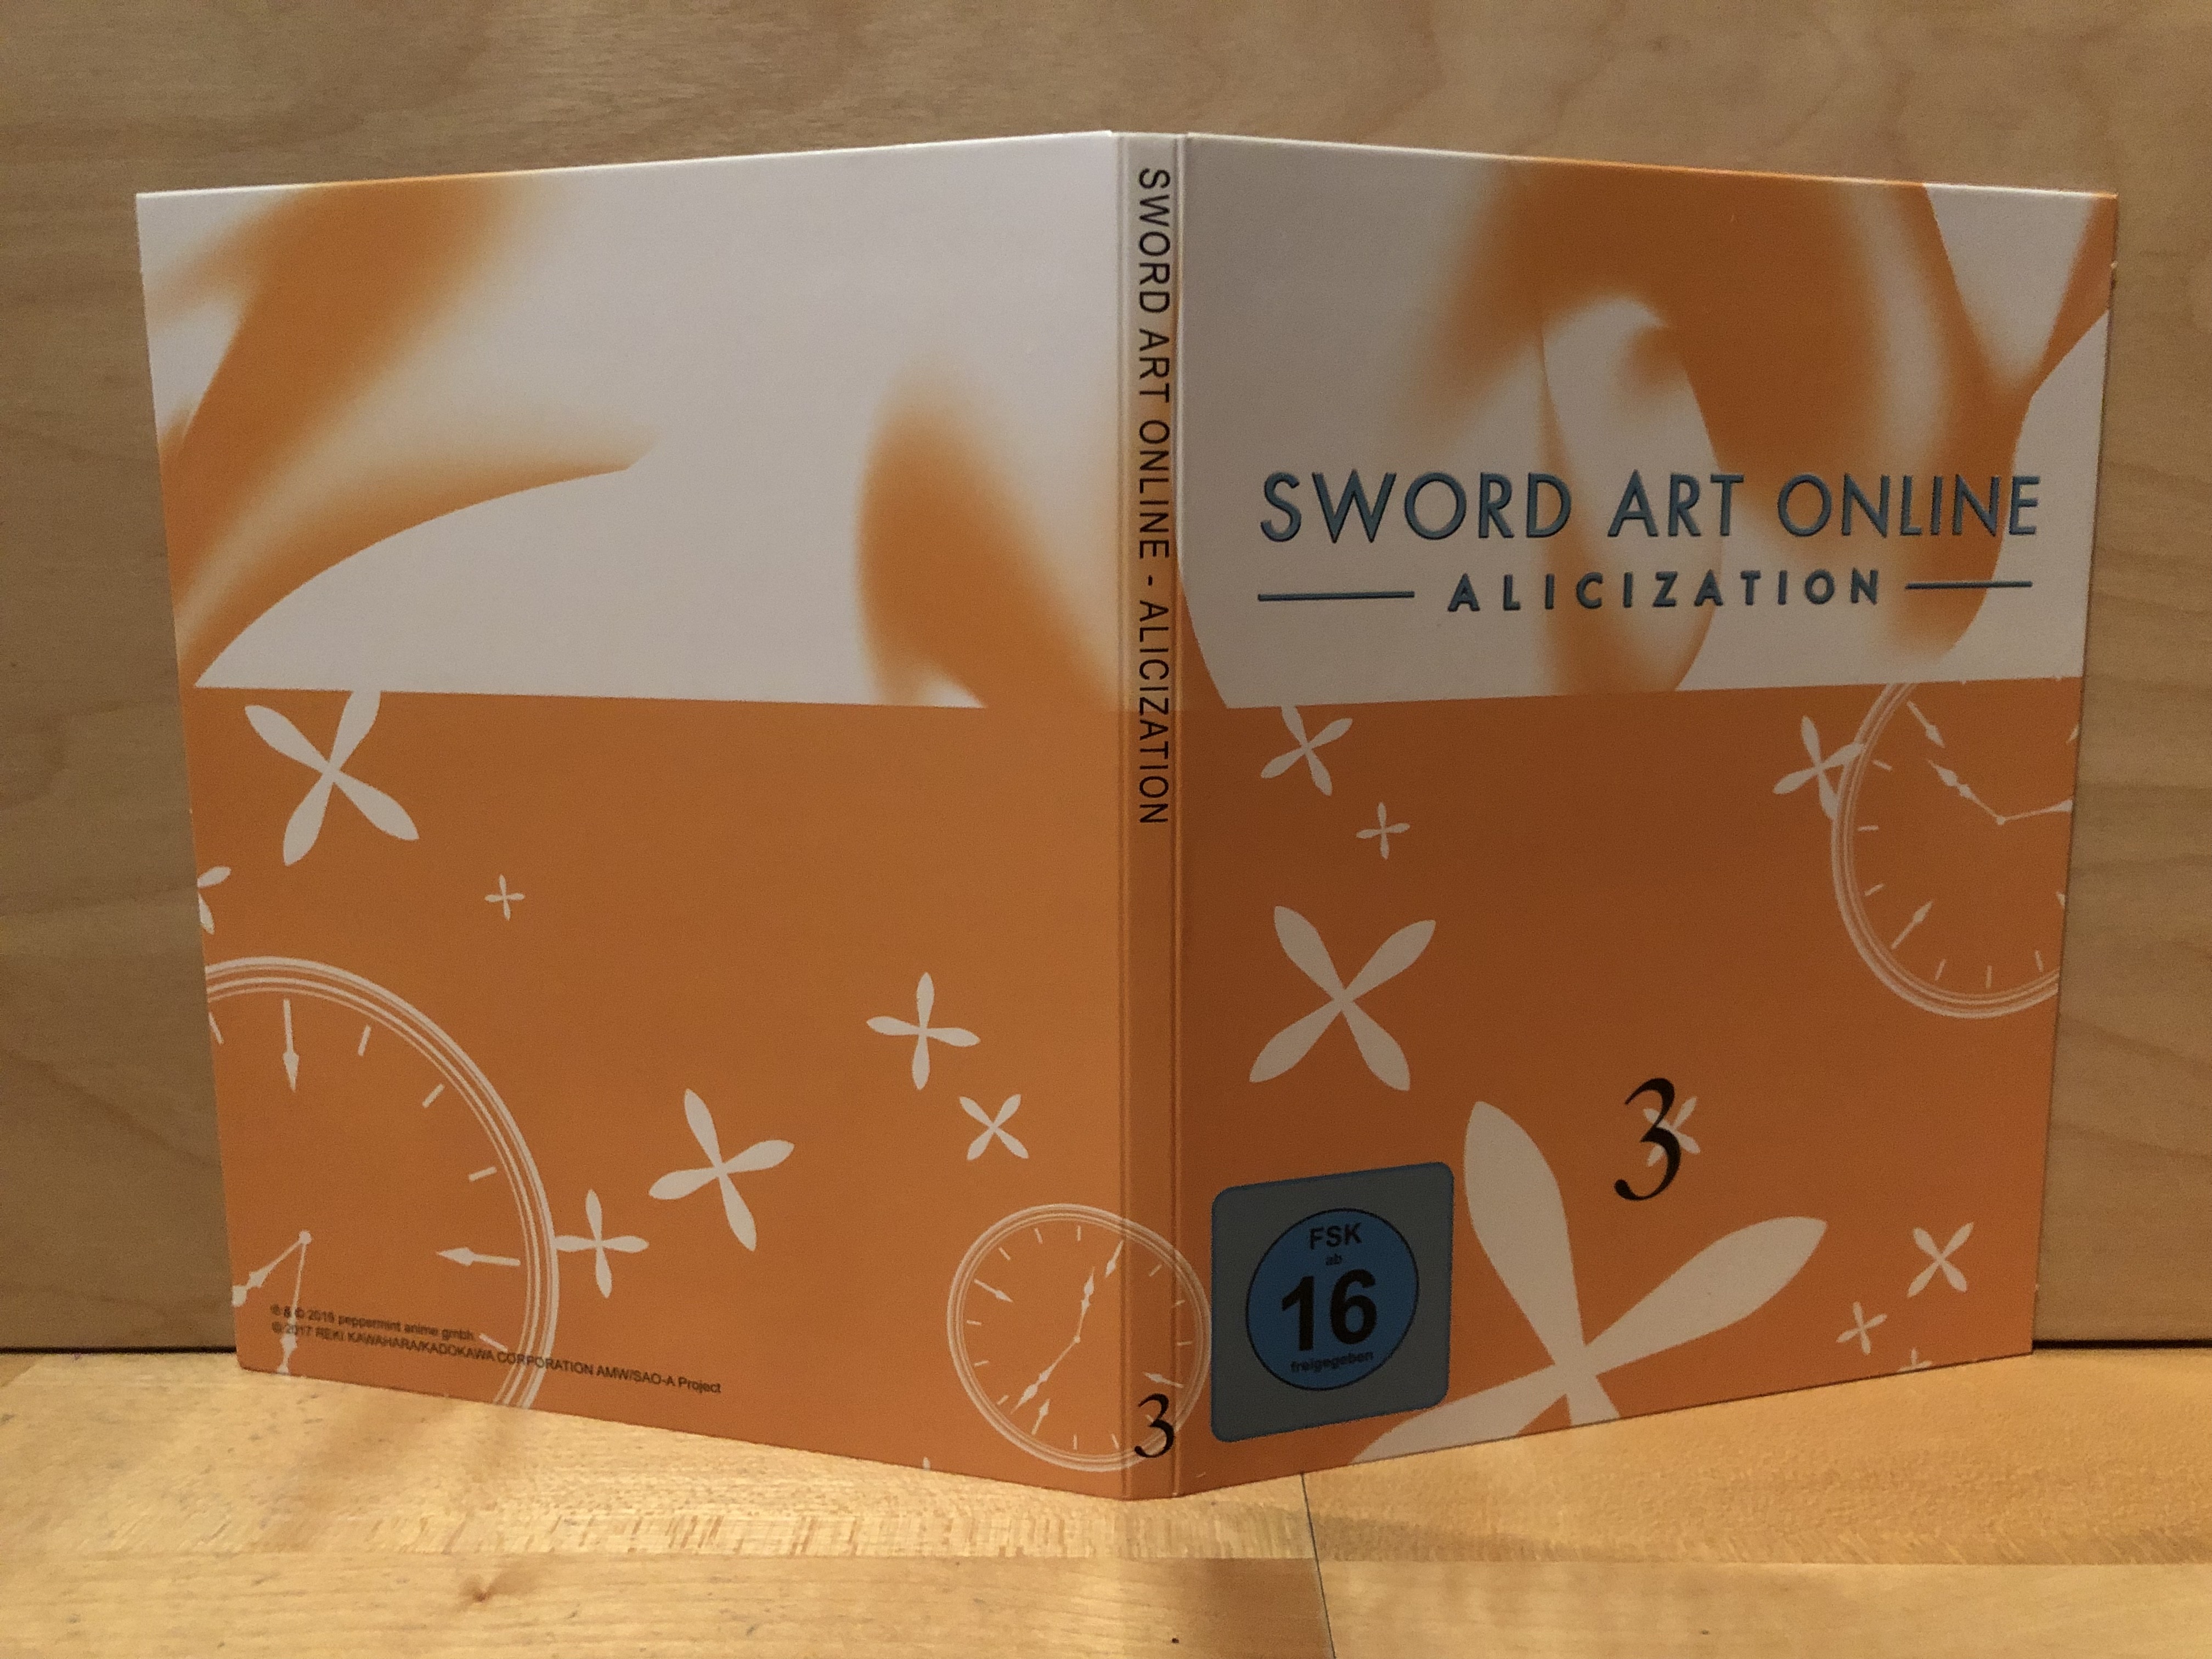 ℗ & © 2019 peppermint anime gmbh.
© 2017 REKI KAWAHARA/KADOKAWA CORPORATION AMW/SAO-A Project
SWORD ART ONLINE - ALICIZATION
3
SWORD ART ONLINE
ALICIZATION
3
FSK
ab
16
freigegeben